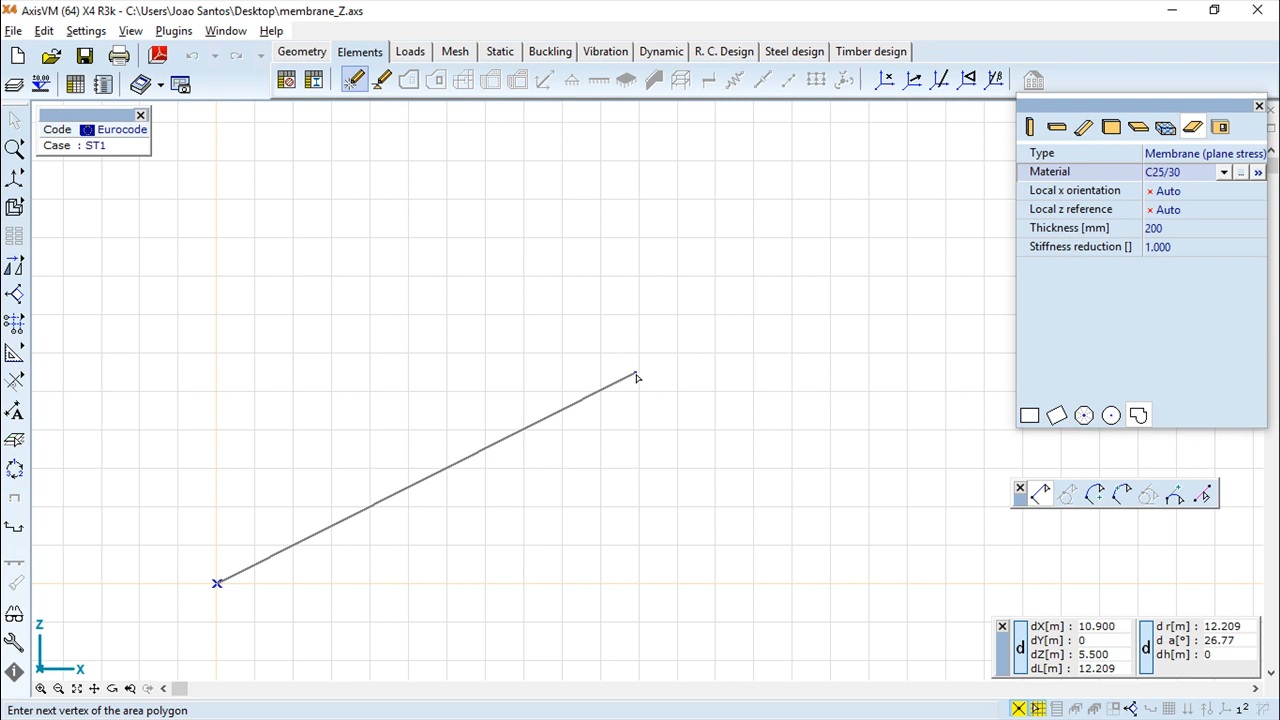 AxisVM (64) X4 R3k - C:\Users\Joao Santos\Desktop\membrane_Z.axs
File Edit Settings View Plugins Window Help
Geometry Elements Loads Mesh Static Buckling Vibration Dynamic R. C. Design Steel design Timber design
Code Eurocode
Case : ST1
Type Membrane (plane stress)
Material C25/30 ... »
Local x orientation × Auto
Local z reference × Auto
Thickness [mm] 200
Stiffness reduction [] 1.000
dX[m] : 10.900 d r[m] : 12.209
dY[m] : 0 d a[°] : 26.77
dZ[m] : 5.500 dh[m] : 0
dL[m] : 12.209
d d
Z
X
Enter next vertex of the area polygon